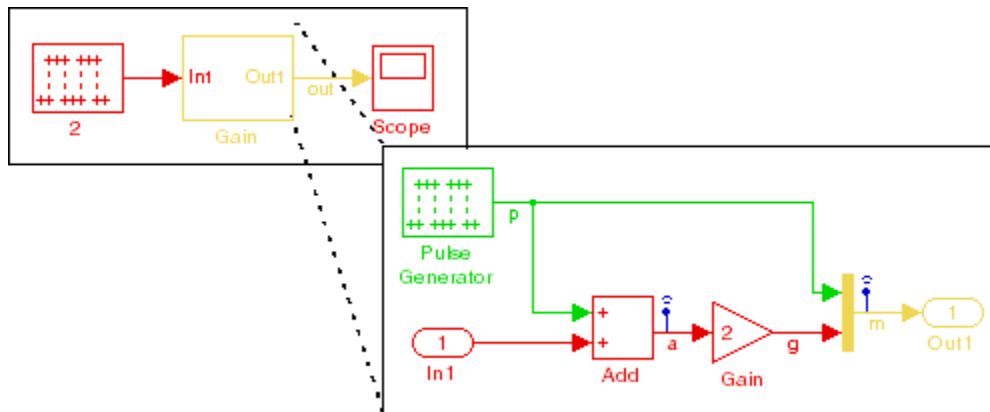 In1
Out1
out
2
Gain
Scope
p
Pulse
Generator
+
+
1
In1
a
Add
2
Gain
g
m
1
Out1